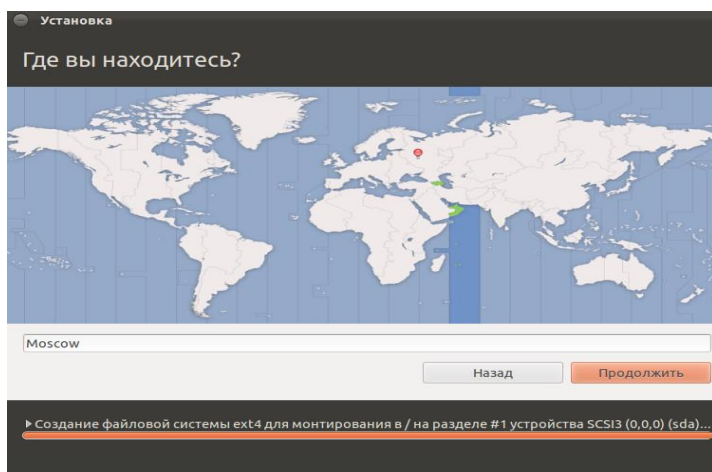 Установка
Где вы находитесь?
Moscow
Назад Продолжить
Создание файловой системы ext4 для монтирования в / на разделе #1 устройства SCSI3 (0,0,0) (sda)...